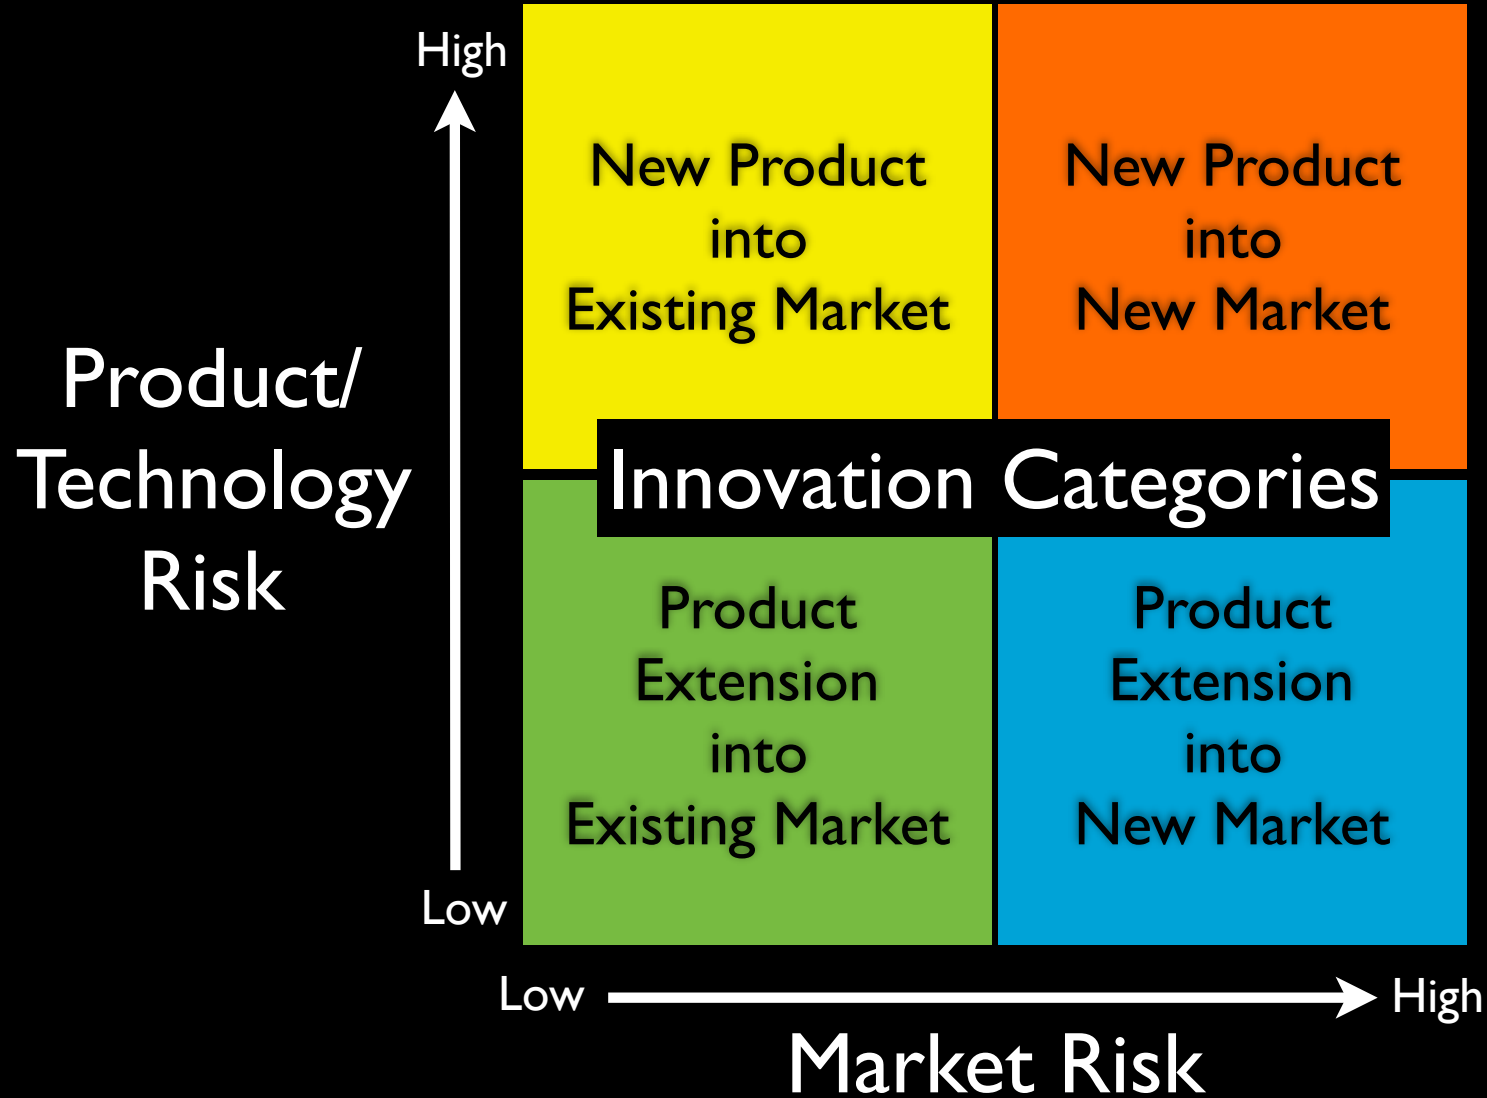 High
New Product
into
Existing Market
New Product
into
New Market
Product/
Technology
Risk
Innovation Categories
Product
Extension
into
Existing Market
Product
Extension
into
New Market
Low
Low
High
Market Risk